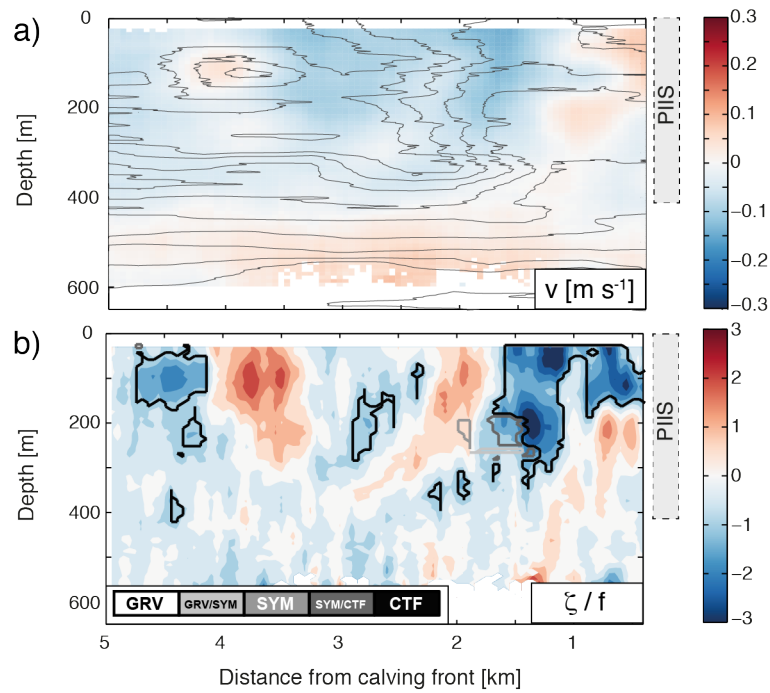 a)
0
200
400
600
Depth [m]
PIIS
v [m s⁻¹]
0.3
0.2
0.1
0
−0.1
−0.2
−0.3
b)
0
200
400
600
Depth [m]
PIIS
GRV GRV/SYM SYM SYM/CTF CTF
ζ / f
3
2
1
0
−1
−2
−3
5 4 3 2 1
Distance from calving front [km]